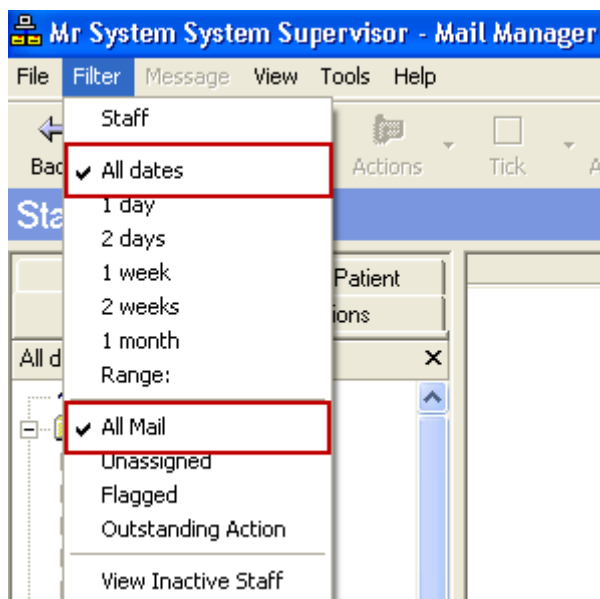 Mr System System Supervisor - Mail Manager
File Filter Message View Tools Help
Staff
All dates
1 day
2 days
1 week
2 weeks
1 month
Range:
All Mail
Unassigned
Flagged
Outstanding Action
View Inactive Staff
Actions Tick
Patient